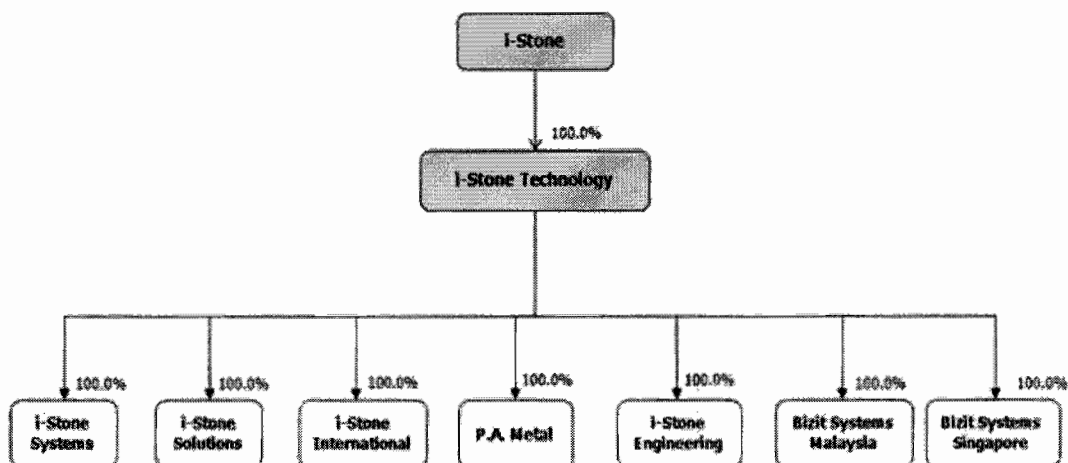 i-Stone
100.0%
i-Stone Technology
100.0%
100.0%
100.0%
100.0%
100.0%
100.0%
100.0%
i-Stone
Systems
i-Stone
Solutions
i-Stone
International
P.A. Metal
i-Stone
Engineering
Bizit Systems
Malaysia
Bizit Systems
Singapore